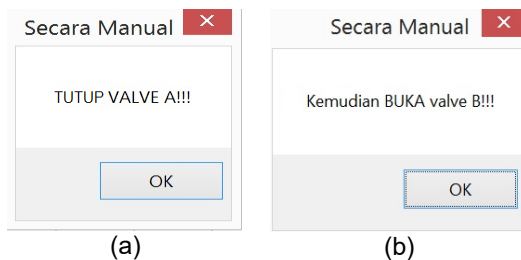 Secara Manual
TUTUP VALVE A!!!
OK
(a)
Secara Manual
Kemudian BUKA valve B!!!
OK
(b)